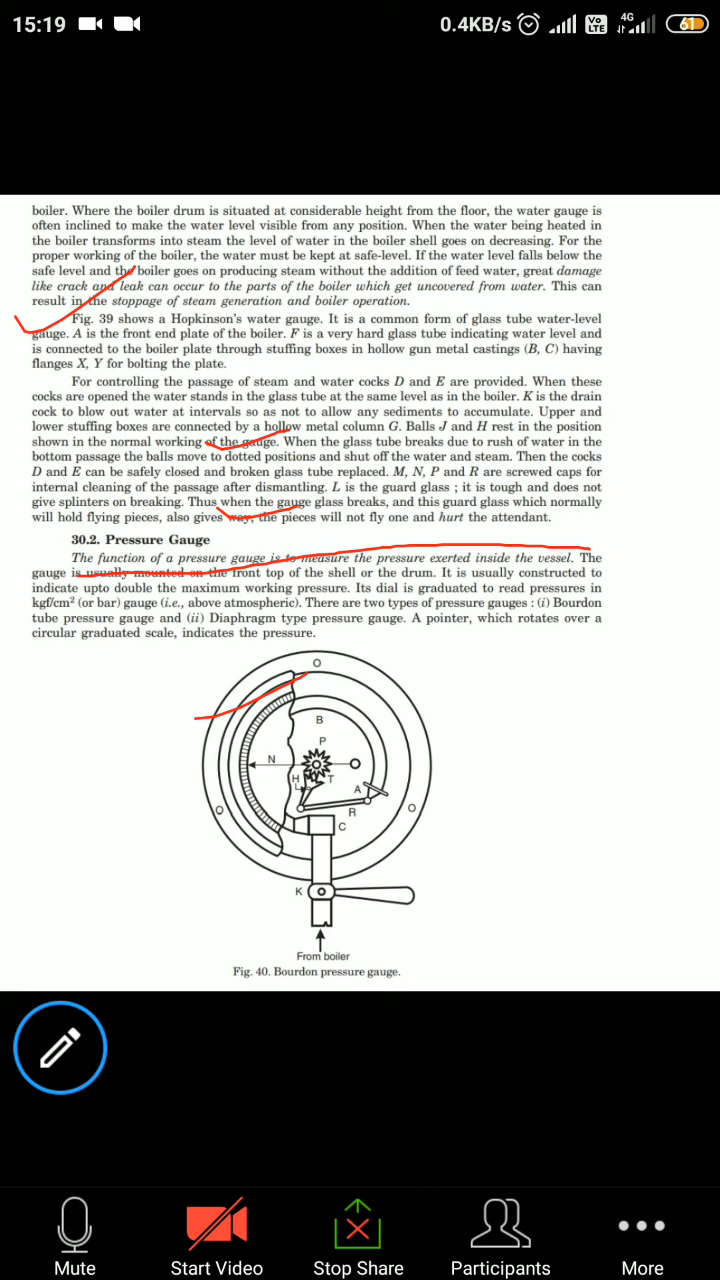 15:19
0.4KB/s Vo LTE 4G 61
boiler. Where the boiler drum is situated at considerable height from the floor, the water gauge is
often inclined to make the water level visible from any position. When the water being heated in
the boiler transforms into steam the level of water in the boiler shell goes on decreasing. For the
proper working of the boiler, the water must be kept at safe-level. If the water level falls below the
safe level and the boiler goes on producing steam without the addition of feed water, great damage
like crack and leak can occur to the parts of the boiler which get uncovered from water. This can
result in the stoppage of steam generation and boiler operation.
Fig. 39 shows a Hopkinson's water gauge. It is a common form of glass tube water-level
gauge. A is the front end plate of the boiler. F is a very hard glass tube indicating water level and
is connected to the boiler plate through stuffing boxes in hollow gun metal castings (B, C) having
flanges X, Y for bolting the plate.
For controlling the passage of steam and water cocks D and E are provided. When these
cocks are opened the water stands in the glass tube at the same level as in the boiler. K is the drain
cock to blow out water at intervals so as not to allow any sediments to accumulate. Upper and
lower stuffing boxes are connected by a hollow metal column G. Balls J and H rest in the position
shown in the normal working of the gauge. When the glass tube breaks due to rush of water in the
bottom passage the balls move to dotted positions and shut off the water and steam. Then the cocks
D and E can be safely closed and broken glass tube replaced. M, N, P and R are screwed caps for
internal cleaning of the passage after dismantling. L is the guard glass ; it is tough and does not
give splinters on breaking. Thus when the gauge glass breaks, and this guard glass which normally
will hold flying pieces, also gives way, the pieces will not fly one and hurt the attendant.
30.2. Pressure Gauge
The function of a pressure gauge is to measure the pressure exerted inside the vessel. The
gauge is usually mounted on the front top of the shell or the drum. It is usually constructed to
indicate upto double the maximum working pressure. Its dial is graduated to read pressures in
kgf/cm² (or bar) gauge (i.e., above atmospheric). There are two types of pressure gauges : (i) Bourdon
tube pressure gauge and (ii) Diaphragm type pressure gauge. A pointer, which rotates over a
circular graduated scale, indicates the pressure.
B
P
N
H
T
L
A
R
C
K
From boiler
Fig. 40. Bourdon pressure gauge.
Mute Start Video Stop Share Participants More